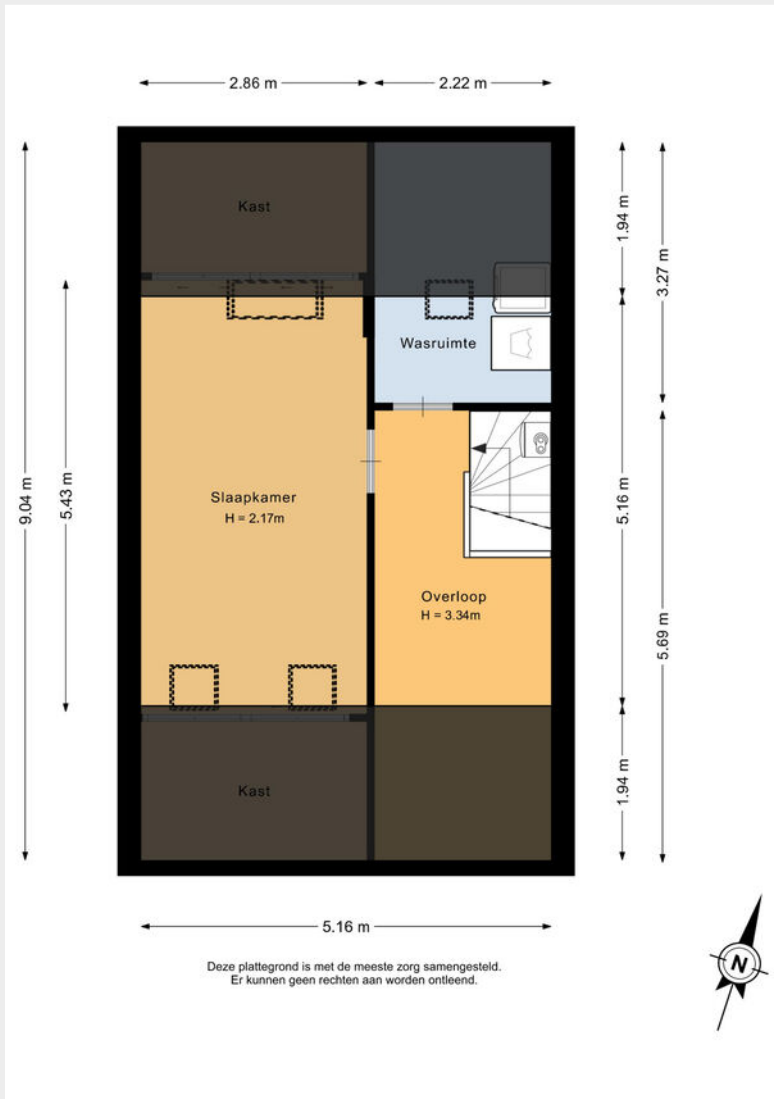 2.86 m
2.22 m
Kast
1.94 m
3.27 m
Wasruimte
9.04 m
5.43 m
Slaapkamer
H = 2.17m
5.16 m
Overloop
H = 3.34m
5.69 m
Kast
1.94 m
5.16 m
Deze plattegrond is met de meeste zorg samengesteld.
Er kunnen geen rechten aan worden ontleend.
N